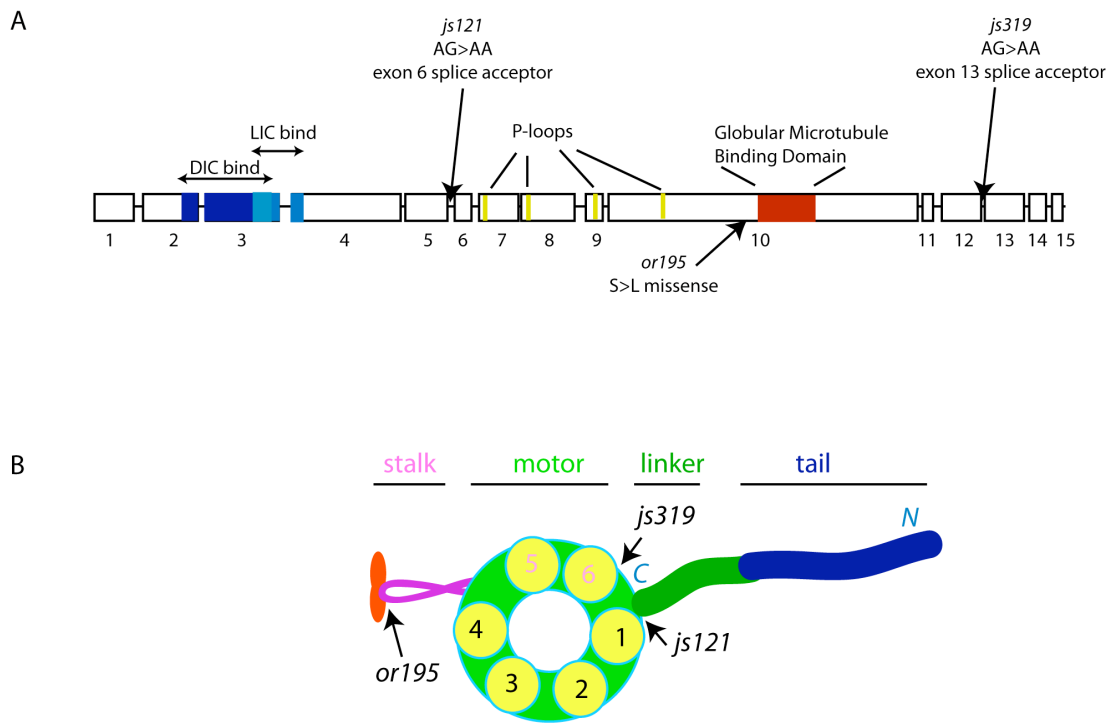 A
js121
AG>AA
exon 6 splice acceptor
js319
AG>AA
exon 13 splice acceptor
P-loops
Globular Microtubule
Binding Domain
LIC bind
DIC bind
1 2 3 4 5 6 7 8 9 10 11 12 13 14 15
or195
S>L missense
B
stalk motor linker tail
js319
N
C
5 6
4 1
js121
or195
3 2